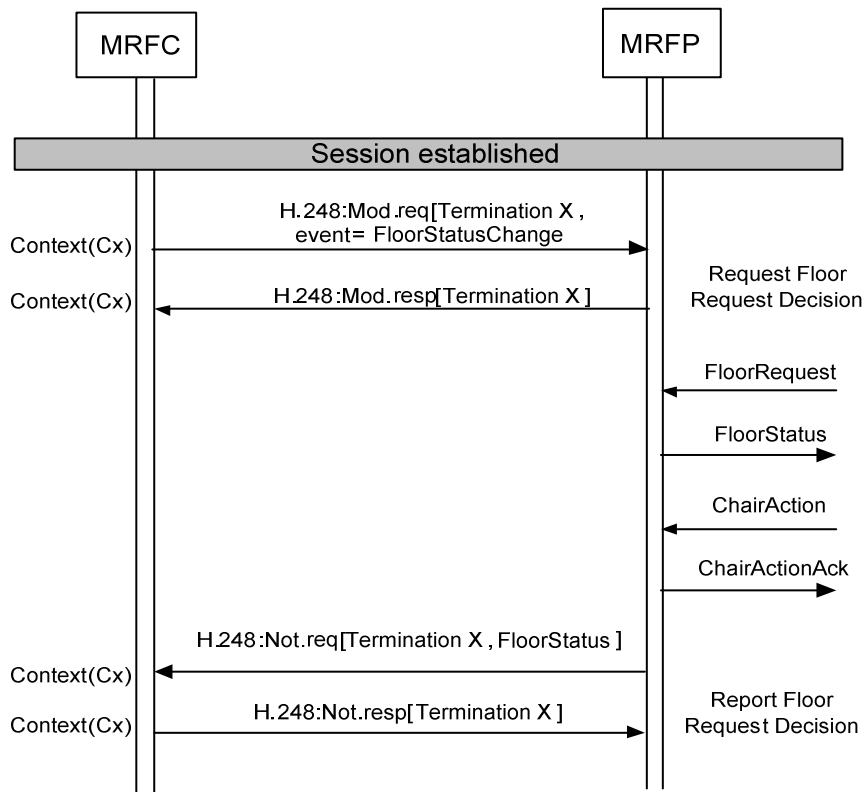 MRFC
MRFP
Session established
H.248:Mod.req[Termination X ,
event= FloorStatusChange
Context(Cx)
H.248:Mod.resp[Termination X ]
Context(Cx)
Request Floor
Request Decision
FloorRequest
FloorStatus
ChairAction
ChairActionAck
H.248:Not.req[Termination X , FloorStatus ]
Context(Cx)
H.248:Not.resp[Termination X ]
Context(Cx)
Report Floor
Request Decision